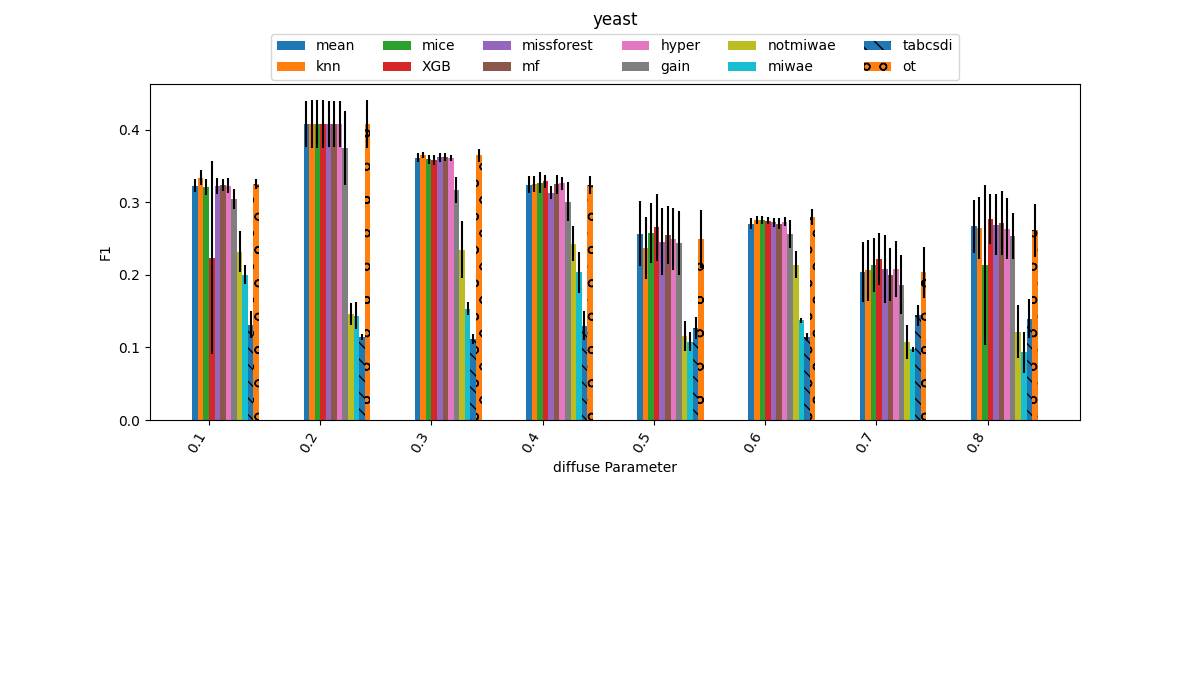 yeast
mean mice missforest hyper notmiwae tabcsdi
knn XGB mf gain miwae ot
F1
0.4
0.3
0.2
0.1
0.0
0.1 0.2 0.3 0.4 0.5 0.6 0.7 0.8
diffuse Parameter